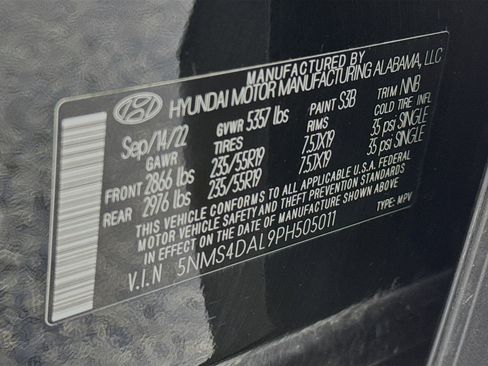 MANUFACTURED BY
HYUNDAI MOTOR MANUFACTURING ALABAMA, LLC
Sep/14/22 GVWR 5357 lbs PAINT S3B TRIM NNB
GAWR TIRES RIMS COLD TIRE INFL
FRONT 2866 lbs 235/55R19 7.5JX19 35 psi SINGLE
REAR 2976 lbs 235/55R19 7.5JX19 35 psi SINGLE
THIS VEHICLE CONFORMS TO ALL APPLICABLE U.S.A. FEDERAL
MOTOR VEHICLE SAFETY AND THEFT PREVENTION STANDARDS
IN EFFECT ON THE DATE OF MANUFACTURE SHOWN ABOVE.
V.I.N 5NMS4DAL9PH505011 TYPE: MPV